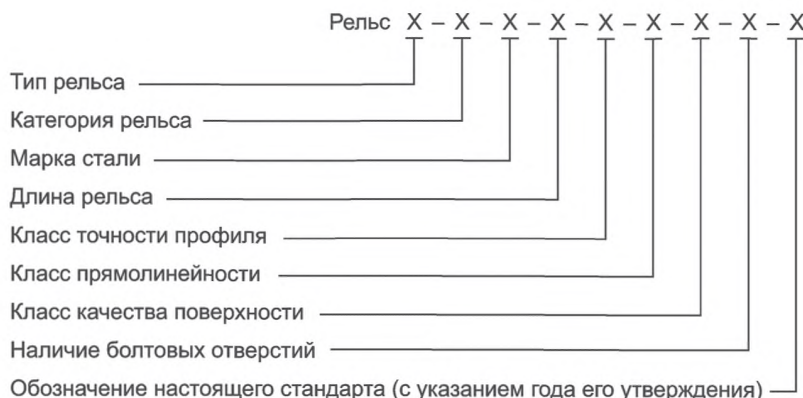 Рельс X – X – X – X – X – X – X – X – X
Тип рельса
Категория рельса
Марка стали
Длина рельса
Класс точности профиля
Класс прямолинейности
Класс качества поверхности
Наличие болтовых отверстий
Обозначение настоящего стандарта (с указанием года его утверждения)